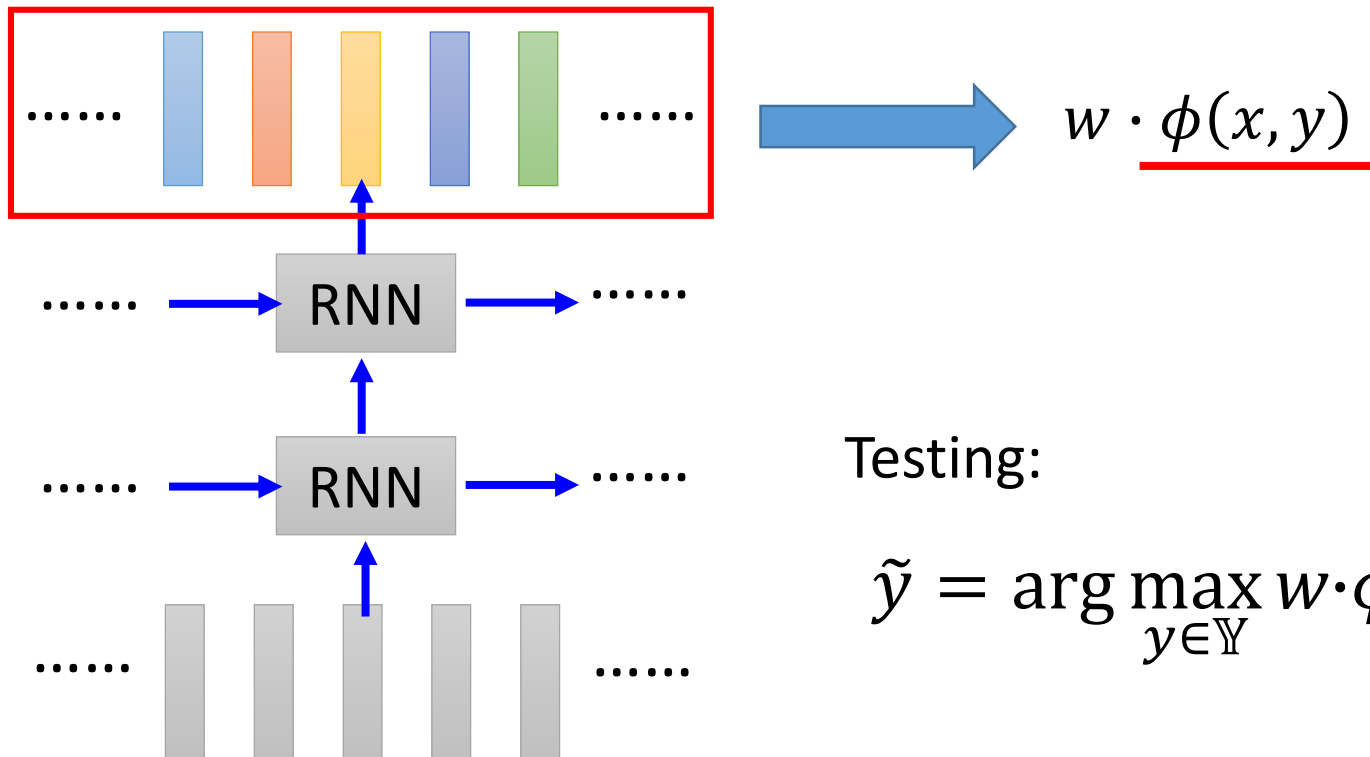 ...... ......
w · ϕ(x, y)
...... RNN ......
...... RNN ......
Testing:
ỹ = arg max w·ϕ
y∈𝕐
...... ......